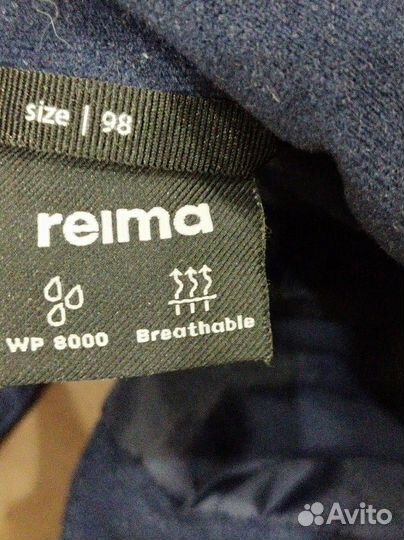 size | 98
reima
WP 8000
Breathable
Avito